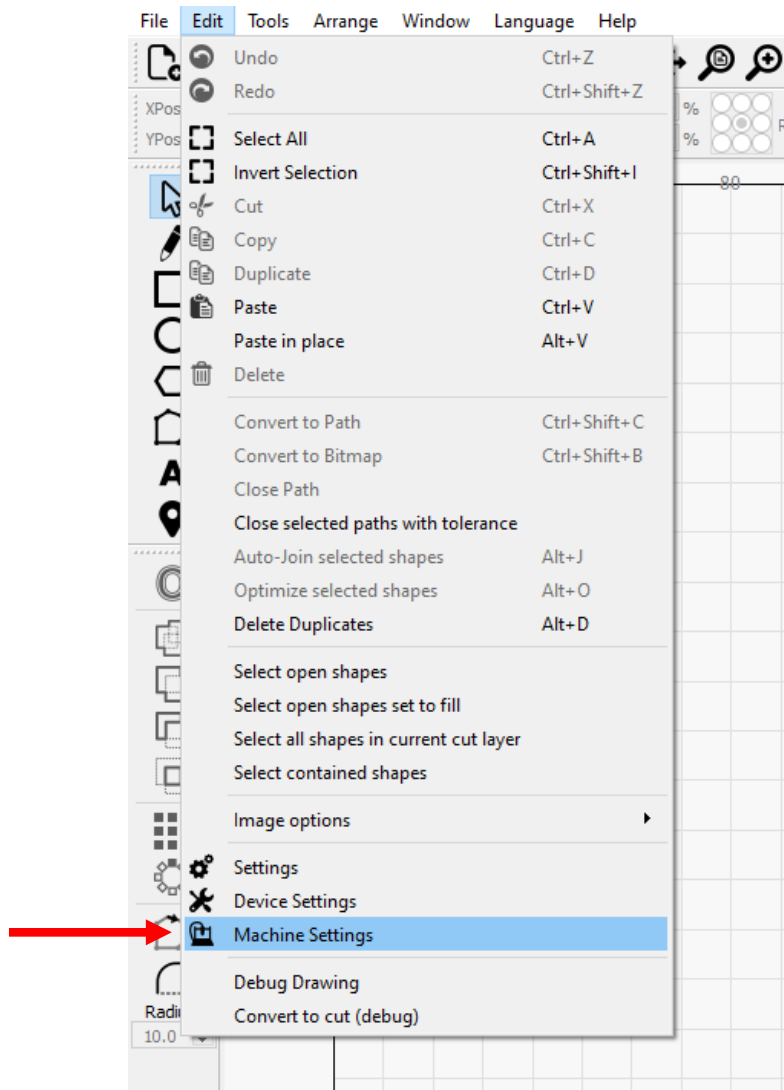 File Edit Tools Arrange Window Language Help
Undo Ctrl+Z
Redo Ctrl+Shift+Z
XPos %
YPos %
Select All Ctrl+A
Invert Selection Ctrl+Shift+I
80
Cut Ctrl+X
Copy Ctrl+C
Duplicate Ctrl+D
Paste Ctrl+V
Paste in place Alt+V
Delete
Convert to Path Ctrl+Shift+C
Convert to Bitmap Ctrl+Shift+B
Close Path
Close selected paths with tolerance
Auto-Join selected shapes Alt+J
Optimize selected shapes Alt+O
Delete Duplicates Alt+D
Select open shapes
Select open shapes set to fill
Select all shapes in current cut layer
Select contained shapes
Image options
Settings
Device Settings
Machine Settings
Debug Drawing
Radi
Convert to cut (debug)
10.0